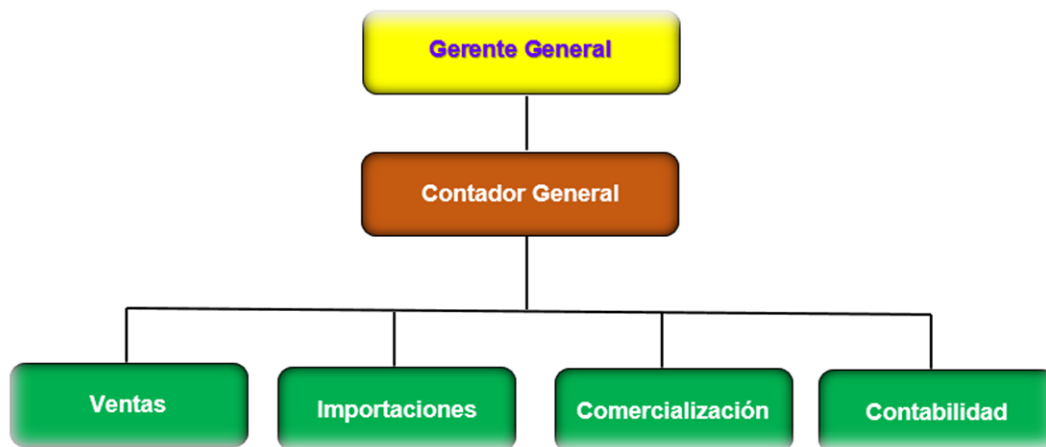 Gerente General
Contador General
Ventas
Importaciones
Comercialización
Contabilidad